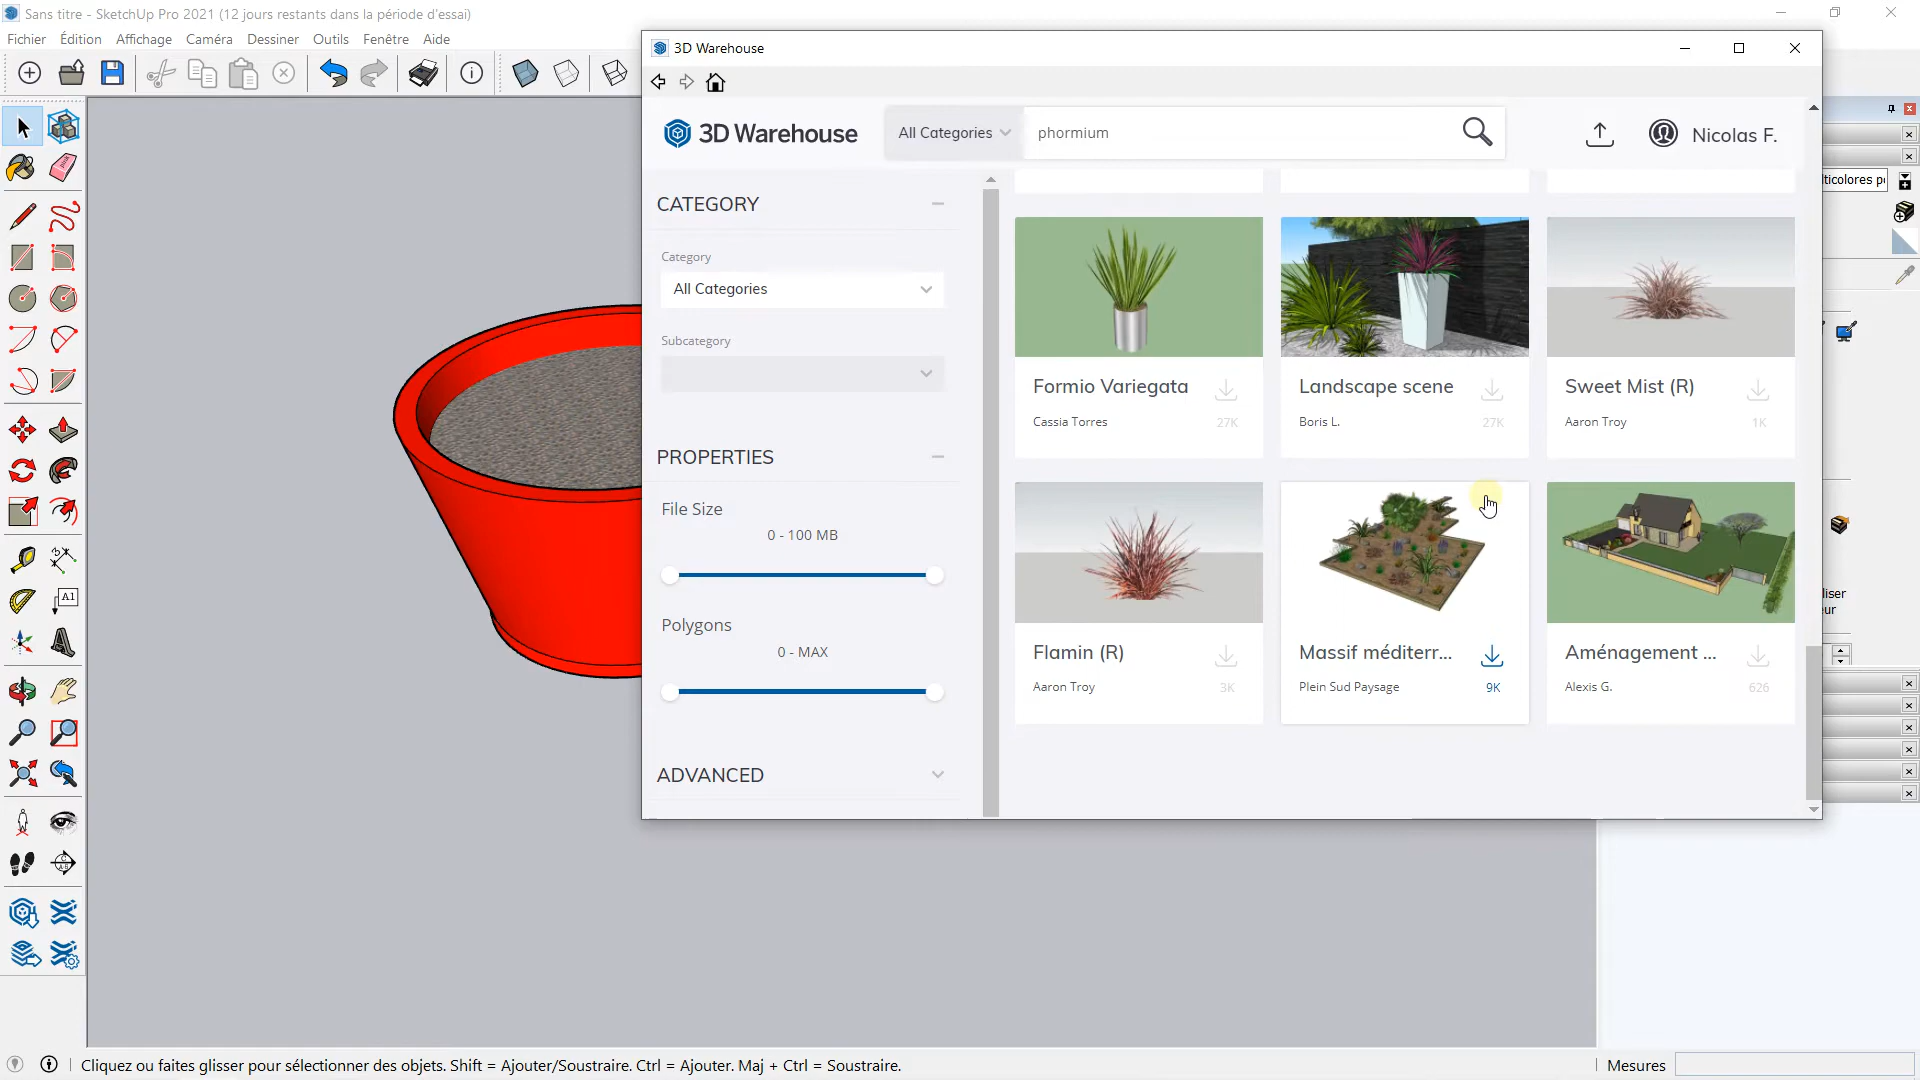 Sans titre - SketchUp Pro 2021 (12 jours restants dans la période d'essai)
Fichier Édition Affichage Caméra Dessiner Outils Fenêtre Aide
3D Warehouse
3D Warehouse All Categories phormium Nicolas F.
CATEGORY
Category
All Categories
Subcategory
PROPERTIES
File Size
0 - 100 MB
Polygons
0 - MAX
ADVANCED
Formio Variegata
Cassia Torres 27K
Landscape scene
Boris L. 27K
Sweet Mist (R)
Aaron Troy 1K
Flamin (R)
Aaron Troy 3K
Massif méditerr...
Plein Sud Paysage 9K
Aménagement ...
Alexis G. 626
ticolores p
liser
ur
A1
Cliquez ou faites glisser pour sélectionner des objets. Shift = Ajouter/Soustraire. Ctrl = Ajouter. Maj + Ctrl = Soustraire.
Mesures